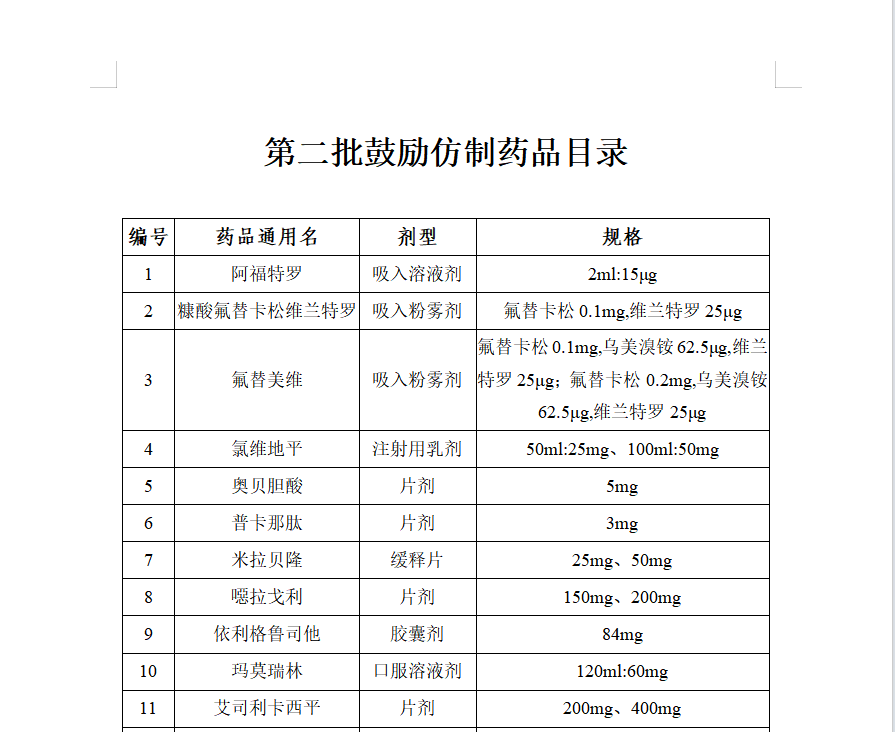 第二批鼓励仿制药品目录
编号 药品通用名 剂型 规格
1 阿福特罗 吸入溶液剂 2ml:15μg
2 糠酸氟替卡松维兰特罗 吸入粉雾剂 氟替卡松 0.1mg,维兰特罗 25μg
3 氟替美维 吸入粉雾剂 氟替卡松 0.1mg,乌美溴铵 62.5μg,维兰
特罗 25μg；氟替卡松 0.2mg,乌美溴铵
62.5μg,维兰特罗 25μg
4 氯维地平 注射用乳剂 50ml:25mg、100ml:50mg
5 奥贝胆酸 片剂 5mg
6 普卡那肽 片剂 3mg
7 米拉贝隆 缓释片 25mg、50mg
8 噁拉戈利 片剂 150mg、200mg
9 依利格鲁司他 胶囊剂 84mg
10 玛莫瑞林 口服溶液剂 120ml:60mg
11 艾司利卡西平 片剂 200mg、400mg